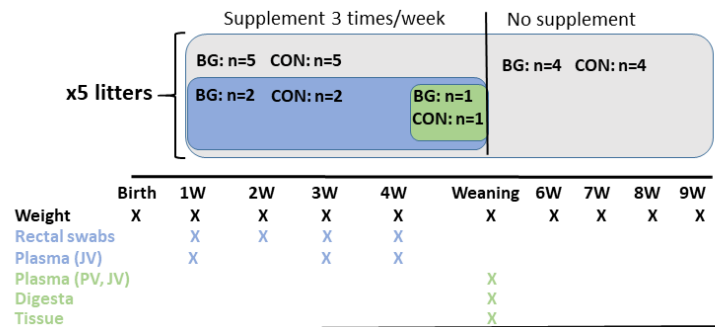 Supplement 3 times/week No supplement
BG: n=5 CON: n=5 BG: n=4 CON: n=4
x5 litters BG: n=2 CON: n=2 BG: n=1
CON: n=1
Birth 1W 2W 3W 4W Weaning 6W 7W 8W 9W
Weight X X X X X X X X X X
Rectal swabs X X X X
Plasma (JV) X X X
Plasma (PV, JV) X
Digesta X
Tissue X